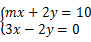 mx + 2y = 10
3x − 2y = 0